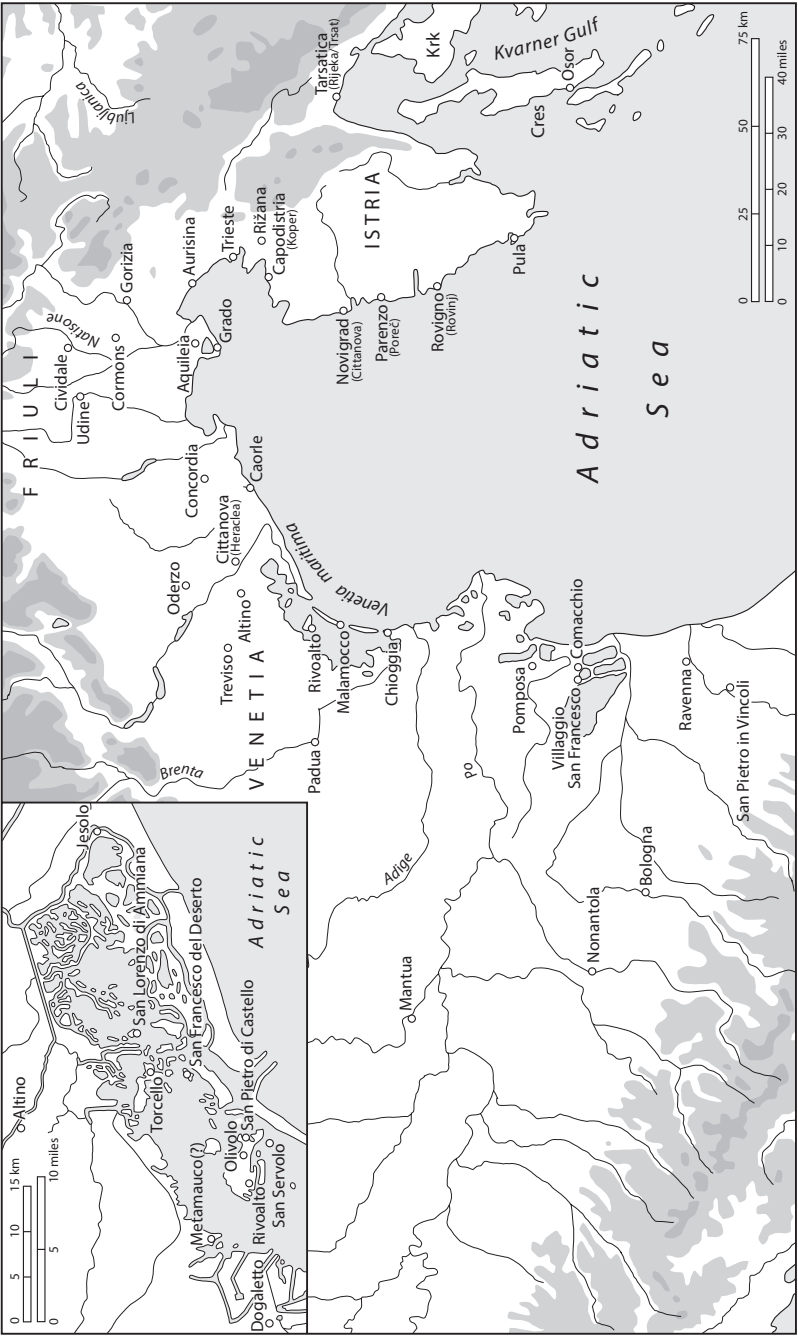 Altino
Jesolo
San Lorenzo di Ammiana
Torcello
San Francesco del Deserto
San Pietro di Castello
Metamauco(?)
Olivolo
Rivoalto
San Servolo
Dogaletto
Adriatic
Sea
0 5 10 15 km
0 5 10 miles
FRIULI
Natisone
Cividale
Udine
Cormons
Gorizia
Ljubljanica
Aurisina
Trieste
Aquileia
Grado
Rižana
Capodistria
(Koper)
Tarsatica
(Rijeka/Trsat)
Krk
Kvarner Gulf
Cres
Osor
ISTRIA
Novigrad
(Cittanova)
Parenzo
(Poreč)
Rovigno
(Rovinj)
Pula
Concordia
Caorle
Cittanova
(Heraclea)
Oderzo
Treviso
Altino
VENETIA
Venetia maritima
Rivoalto
Malamocco
Chioggia
Padua
Brenta
Adige
Po
Mantua
Pomposa
Comacchio
Villaggio
San Francesco
Ravenna
San Pietro in Vincoli
Bologna
Nonantola
Adriatic
Sea
0 25 50 75 km
0 10 20 30 40 miles